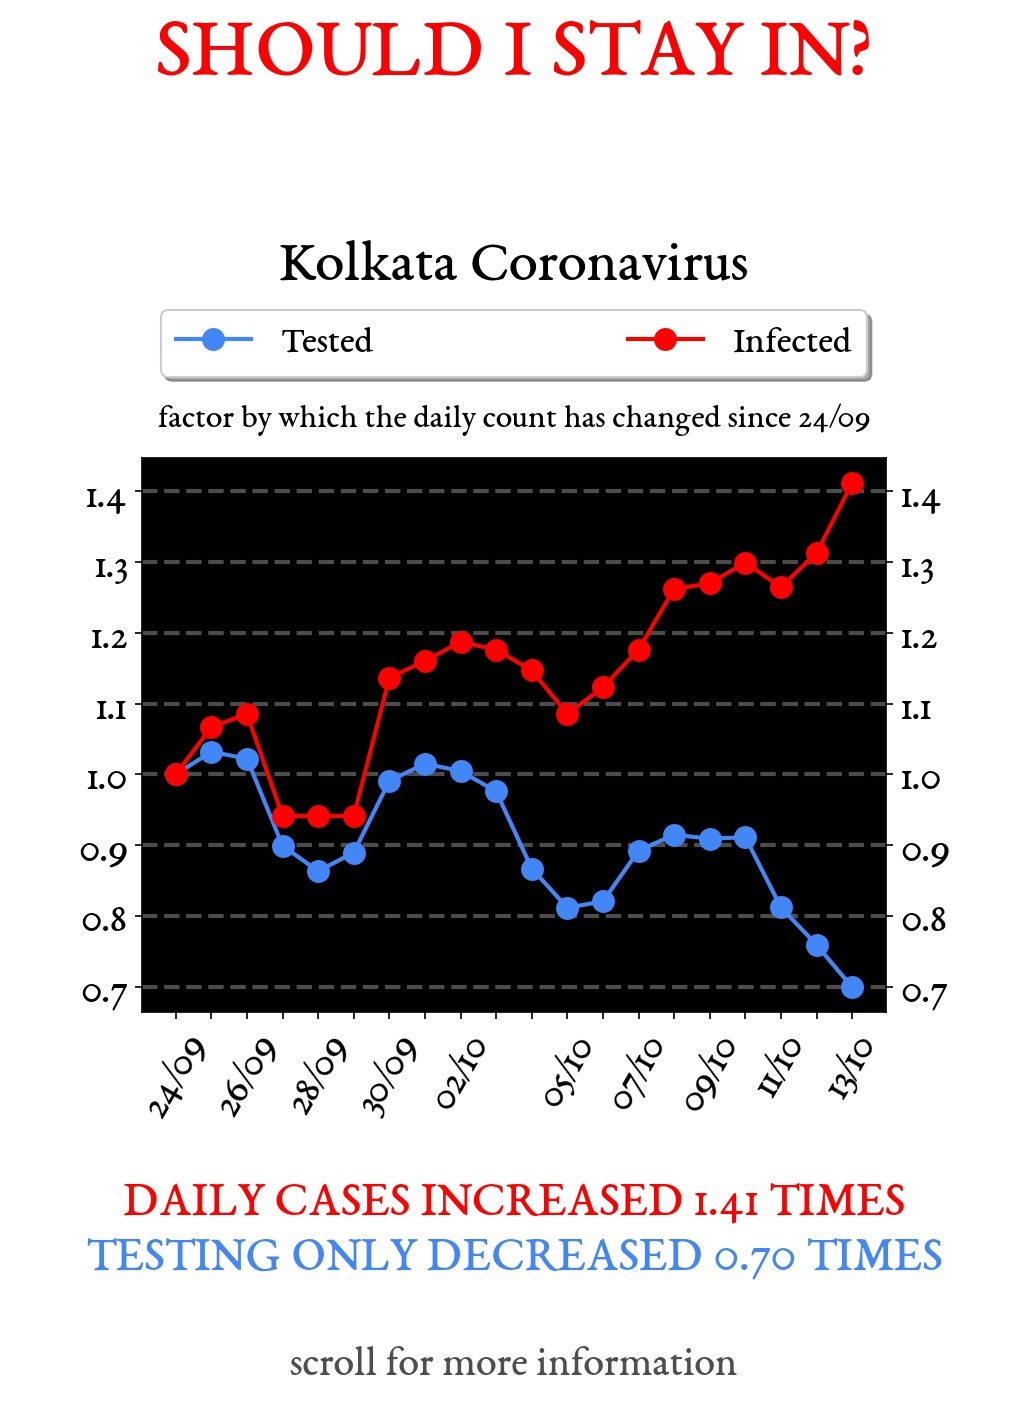 SHOULD I STAY IN?
Kolkata Coronavirus
Tested Infected
factor by which the daily count has changed since 24/09
1.4 1.4
1.3 1.3
1.2 1.2
1.1 1.1
1.0 1.0
0.9 0.9
0.8 0.8
0.7 0.7
24/09 26/09 28/09 30/09 02/10 05/10 07/10 09/10 11/10 13/10
DAILY CASES INCREASED 1.41 TIMES
TESTING ONLY DECREASED 0.70 TIMES
scroll for more information